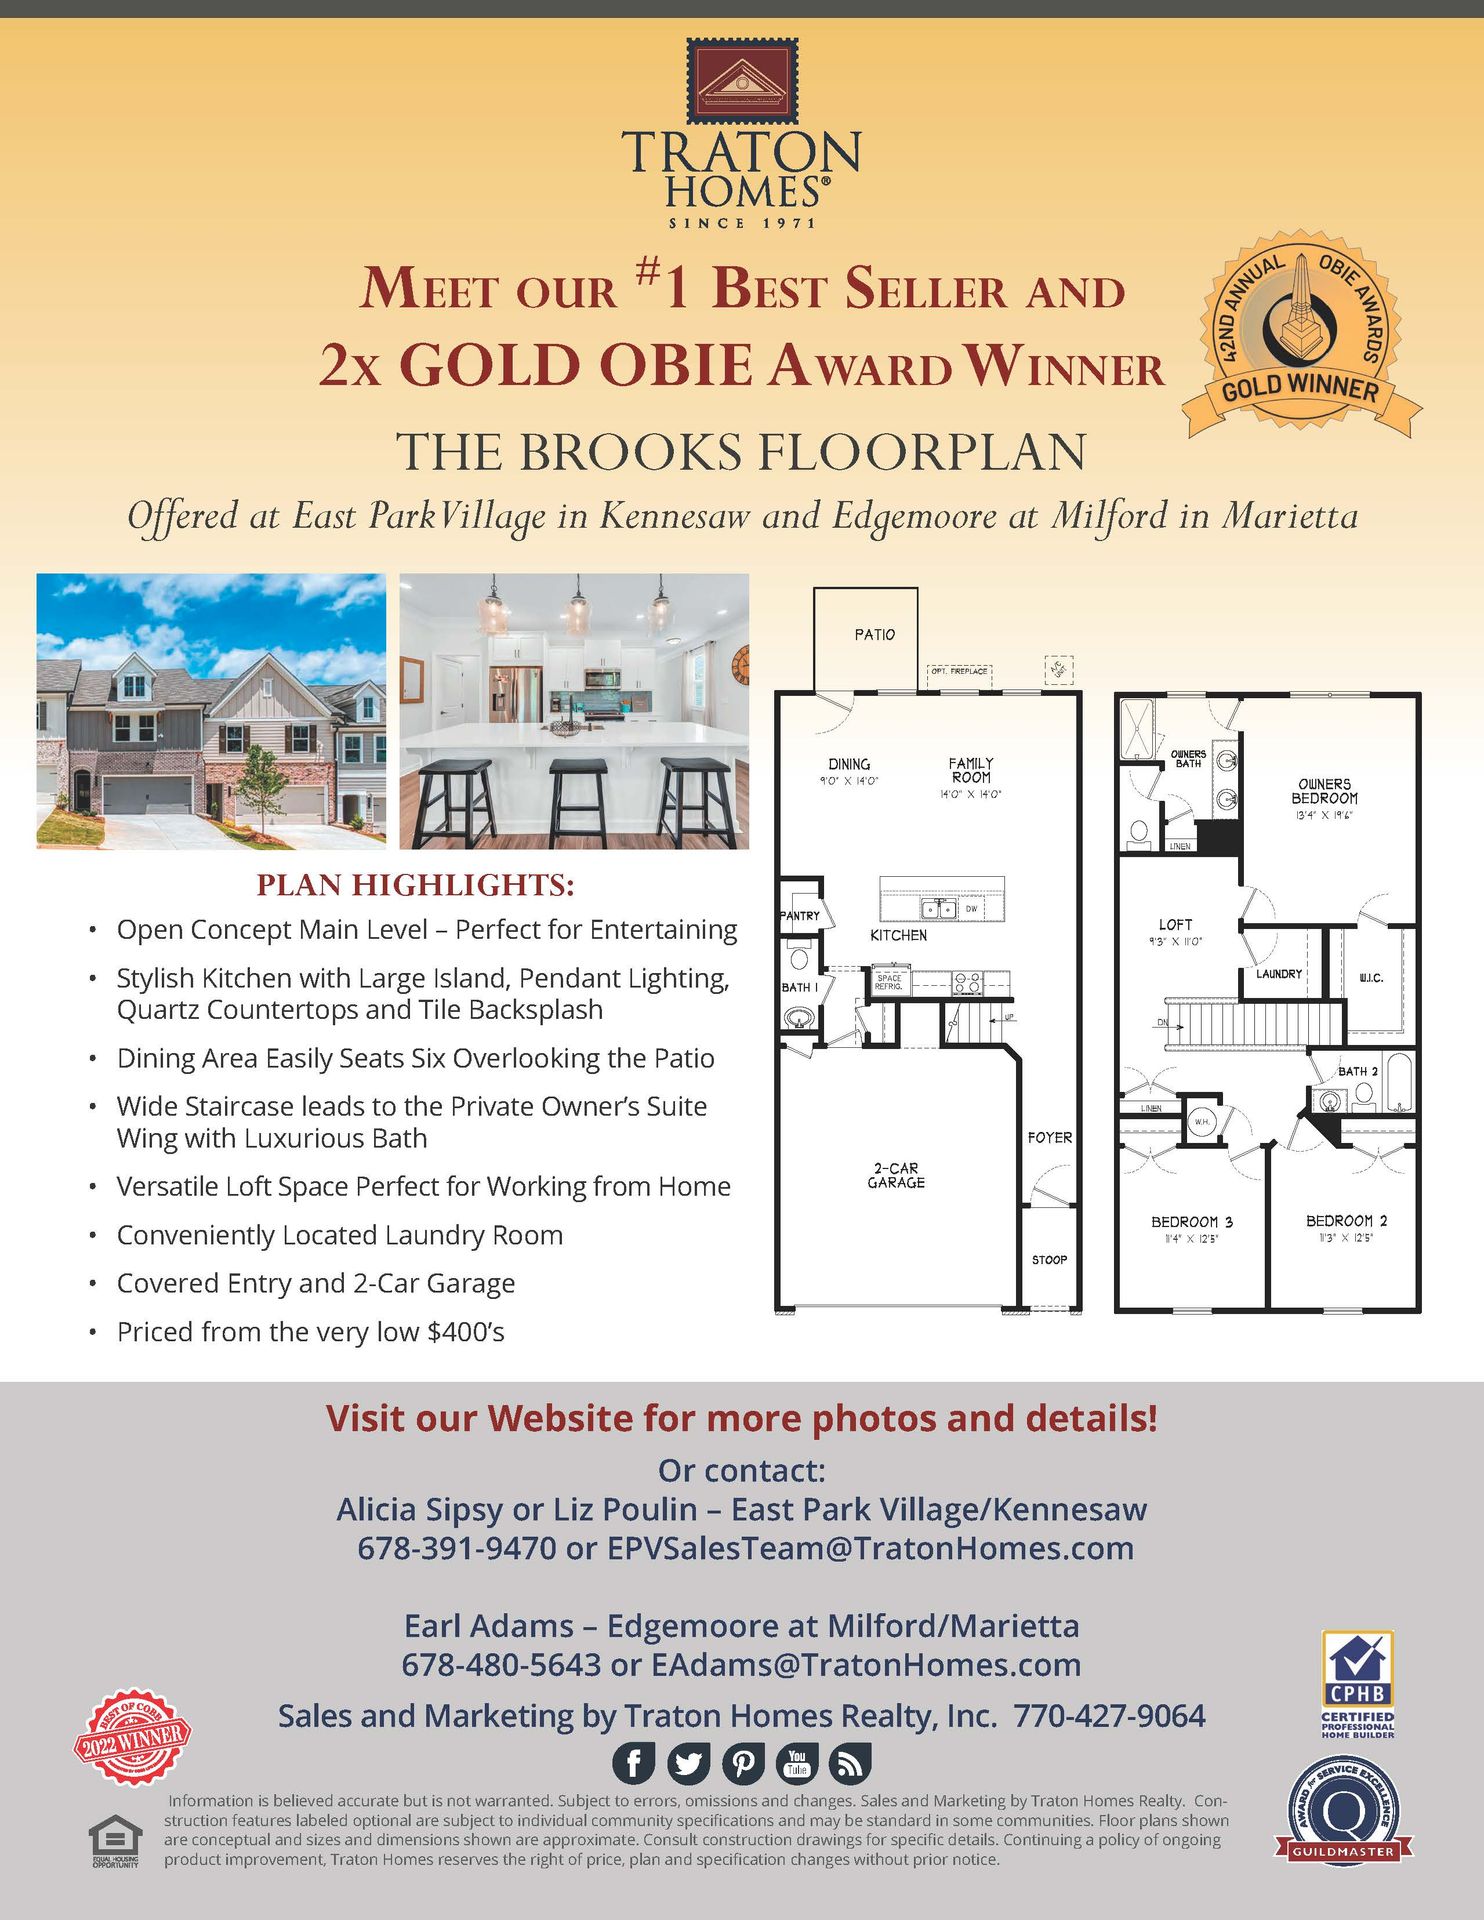 TRATON
HOMES®
SINCE 1971
MEET OUR #1 BEST SELLER AND
2X GOLD OBIE AWARD WINNER
42ND ANNUAL OBIE AWARDS
GOLD WINNER
THE BROOKS FLOORPLAN
Offered at East Park Village in Kennesaw and Edgemoore at Milford in Marietta
PLAN HIGHLIGHTS:
• Open Concept Main Level – Perfect for Entertaining
• Stylish Kitchen with Large Island, Pendant Lighting,
Quartz Countertops and Tile Backsplash
• Dining Area Easily Seats Six Overlooking the Patio
• Wide Staircase leads to the Private Owner's Suite
Wing with Luxurious Bath
• Versatile Loft Space Perfect for Working from Home
• Conveniently Located Laundry Room
• Covered Entry and 2-Car Garage
• Priced from the very low $400's
PATIO
OPT. FIREPLACE
A/C UNIT
DINING
9'0" X 14'0"
FAMILY
ROOM
14'0" X 14'0"
PANTRY
DW
KITCHEN
BATH 1
SPACE
REFRIG.
UP
FOYER
2-CAR
GARAGE
STOOP
OWNERS
BATH
LINEN
OWNERS
BEDROOM
13'4" X 19'6"
LOFT
9'3" X 11'0"
LAUNDRY
W.I.C.
DN
BATH 2
LINEN
W.H.
BEDROOM 3
11'4" X 12'5"
BEDROOM 2
11'3" X 12'5"
Visit our Website for more photos and details!
Or contact:
Alicia Sipsy or Liz Poulin – East Park Village/Kennesaw
678-391-9470 or EPVSalesTeam@TratonHomes.com
Earl Adams – Edgemoore at Milford/Marietta
678-480-5643 or EAdams@TratonHomes.com
Sales and Marketing by Traton Homes Realty, Inc. 770-427-9064
BEST OF COBB
2022 WINNER
You
Tube
CPHB
CERTIFIED
PROFESSIONAL
HOME BUILDER
AWARD for SERVICE EXCELLENCE
Q
GUILDMASTER
EQUAL HOUSING
OPPORTUNITY
Information is believed accurate but is not warranted. Subject to errors, omissions and changes. Sales and Marketing by Traton Homes Realty. Con-
struction features labeled optional are subject to individual community specifications and may be standard in some communities. Floor plans shown
are conceptual and sizes and dimensions shown are approximate. Consult construction drawings for specific details. Continuing a policy of ongoing
product improvement, Traton Homes reserves the right of price, plan and specification changes without prior notice.